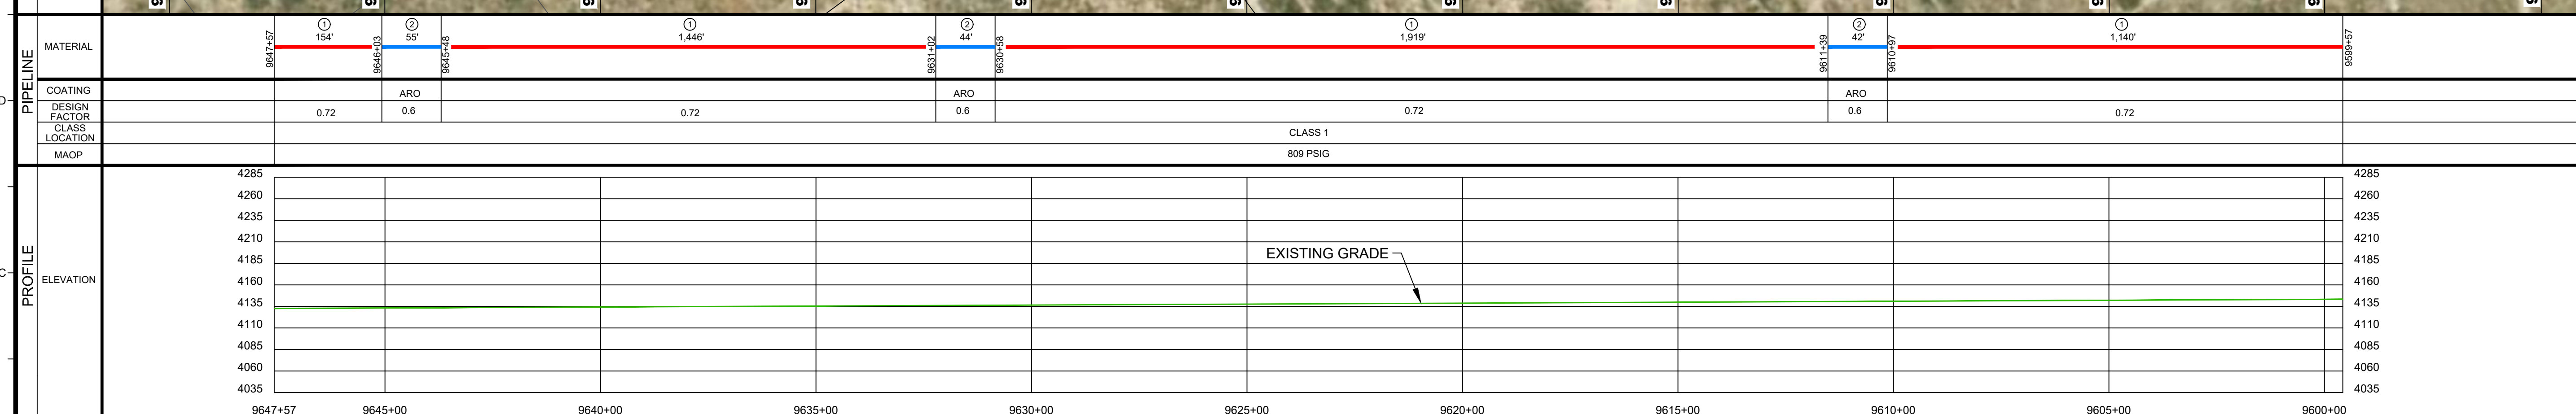 PIPELINE
MATERIAL
9647+57
① 154'
9646+03
② 55'
9645+48
① 1,446'
9631+02
② 44'
9630+58
① 1,919'
9611+39
② 42'
9610+97
① 1,140'
9599+57
COATING
ARO
ARO
ARO
DESIGN
FACTOR
0.72
0.6
0.72
0.6
0.72
0.6
0.72
CLASS
LOCATION
CLASS 1
MAOP
809 PSIG
PROFILE
ELEVATION
4285
4260
4235
4210
4185
4160
4135
4110
4085
4060
4035
EXISTING GRADE
4285
4260
4235
4210
4185
4160
4135
4110
4085
4060
4035
9647+57 9645+00 9640+00 9635+00 9630+00 9625+00 9620+00 9615+00 9610+00 9605+00 9600+00